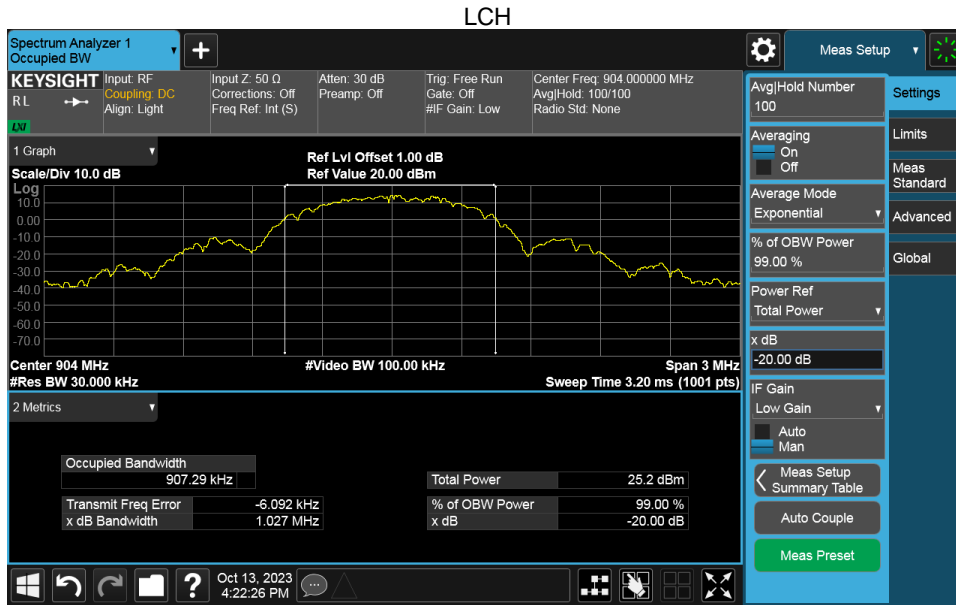 LCH
Spectrum Analyzer 1
Occupied BW
+
Meas Setup
KEYSIGHT
RL
LXI
Input: RF
Coupling: DC
Align: Light
Input Z: 50 Ω
Corrections: Off
Freq Ref: Int (S)
Atten: 30 dB
Preamp: Off
Trig: Free Run
Gate: Off
#IF Gain: Low
Center Freq: 904.000000 MHz
Avg|Hold: 100/100
Radio Std: None
1 Graph
Scale/Div 10.0 dB
Ref Lvl Offset 1.00 dB
Ref Value 20.00 dBm
Log
10.0
0.00
-10.0
-20.0
-30.0
-40.0
-50.0
-60.0
-70.0
Center 904 MHz
#Video BW 100.00 kHz
Span 3 MHz
#Res BW 30.000 kHz
Sweep Time 3.20 ms (1001 pts)
2 Metrics
Occupied Bandwidth
907.29 kHz
Transmit Freq Error -6.092 kHz
x dB Bandwidth 1.027 MHz
Total Power 25.2 dBm
% of OBW Power 99.00 %
x dB -20.00 dB
Avg|Hold Number
100
Averaging
On
Off
Average Mode
Exponential
% of OBW Power
99.00 %
Power Ref
Total Power
x dB
-20.00 dB
IF Gain
Low Gain
Auto
Man
Meas Setup
Summary Table
Auto Couple
Meas Preset
Settings
Limits
Meas
Standard
Advanced
Global
?
Oct 13, 2023
4:22:26 PM